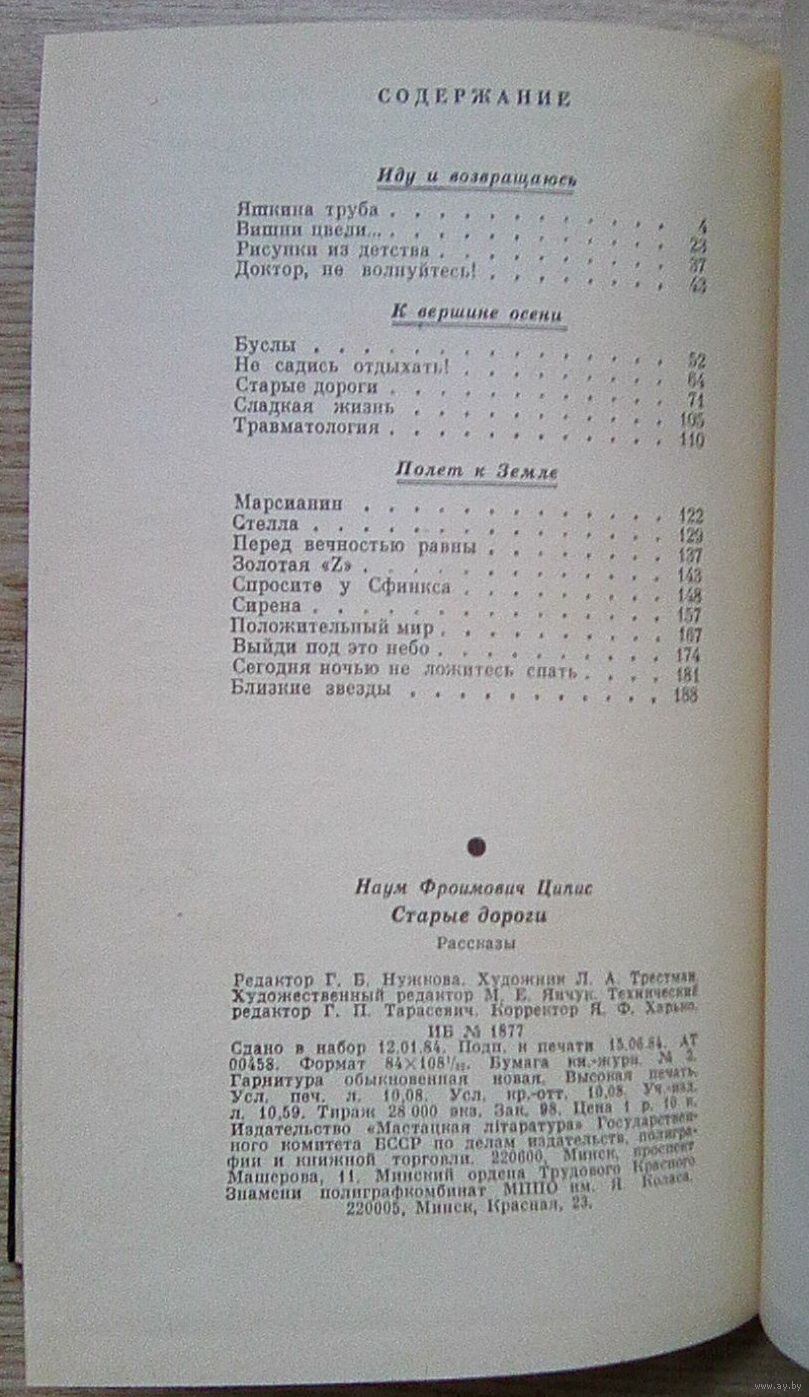 СОДЕРЖАНИЕ
Иду и возвращаюсь
Яшкина труба . . . . . . . . . . . . 4
Вишни цвели... . . . . . . . . . . . . 23
Рисунки из детства . . . . . . . . . . 37
Доктор, не волнуйтесь! . . . . . . . . 43
К вершине осени
Буслы . . . . . . . . . . . . . . . 52
Не садись отдыхать! . . . . . . . . . 64
Старые дороги . . . . . . . . . . . . 71
Сладкая жизнь . . . . . . . . . . . 105
Травматология . . . . . . . . . . . . 110
Полет к Земле
Марсианин . . . . . . . . . . . . . 122
Стелла . . . . . . . . . . . . . . . 129
Перед вечностью равны . . . . . . . . 137
Золотая «Z» . . . . . . . . . . . . . 143
Спросите у Сфинкса . . . . . . . . . 148
Сирена . . . . . . . . . . . . . . . 157
Положительный мир . . . . . . . . . . 167
Выйди под это небо . . . . . . . . . . 174
Сегодня ночью не ложитесь спать . . . . 181
Близкие звезды . . . . . . . . . . . 188
Наум Фроимович Ципис
Старые дороги
Рассказы
Редактор Г. Б. Нужнова. Художник Л. А. Трестман.
Художественный редактор М. Е. Янчук. Технический
редактор Г. П. Тарасевич. Корректор Я. Ф. Харько.
ИБ № 1877
Сдано в набор 12.01.84. Подп. к печати 15.06.84. АТ
00458. Формат 84×108¹/₃₂. Бумага кн.-журн. № 2.
Гарнитура обыкновенная новая. Высокая печать.
Усл. печ. л. 10,08. Усл. кр.-отт. 10,08. Уч.-изд.
л. 10,59. Тираж 28 000 экз. Зак. 98. Цена 1 р. 10 к.
Издательство «Мастацкая літаратура» Государствен-
ного комитета БССР по делам издательств, полигра-
фии и книжной торговли. 220600, Минск, проспект
Машерова, 11. Минский ордена Трудового Красного
Знамени полиграфкомбинат МППО им. Я. Коласа.
220005, Минск, Красная, 23.
www.ay.by